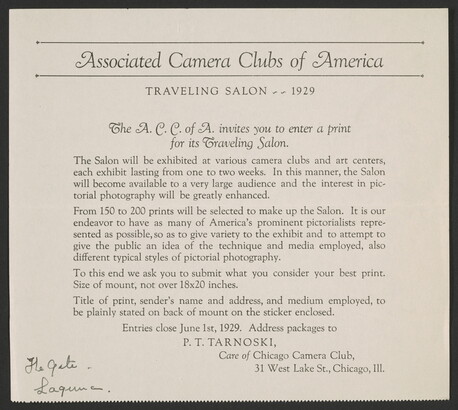 Associated Camera Clubs of America
TRAVELING SALON -- 1929
The A. C. C. of A. invites you to enter a print
for its Traveling Salon.
The Salon will be exhibited at various camera clubs and art centers,
each exhibit lasting from one to two weeks. In this manner, the Salon
will become available to a very large audience and the interest in pic-
torial photography will be greatly enhanced.
From 150 to 200 prints will be selected to make up the Salon. It is our
endeavor to have as many of America's prominent pictorialists repre-
sented as possible, so as to give variety to the exhibit and to attempt to
give the public an idea of the technique and media employed, also
different typical styles of pictorial photography.
To this end we ask you to submit what you consider your best print.
Size of mount, not over 18x20 inches.
Title of print, sender's name and address, and medium employed, to
be plainly stated on back of mount on the sticker enclosed.
Entries close June 1st, 1929. Address packages to
P. T. TARNOSKI,
Care of Chicago Camera Club,
31 West Lake St., Chicago, Ill.
The Gate.
Laguna.